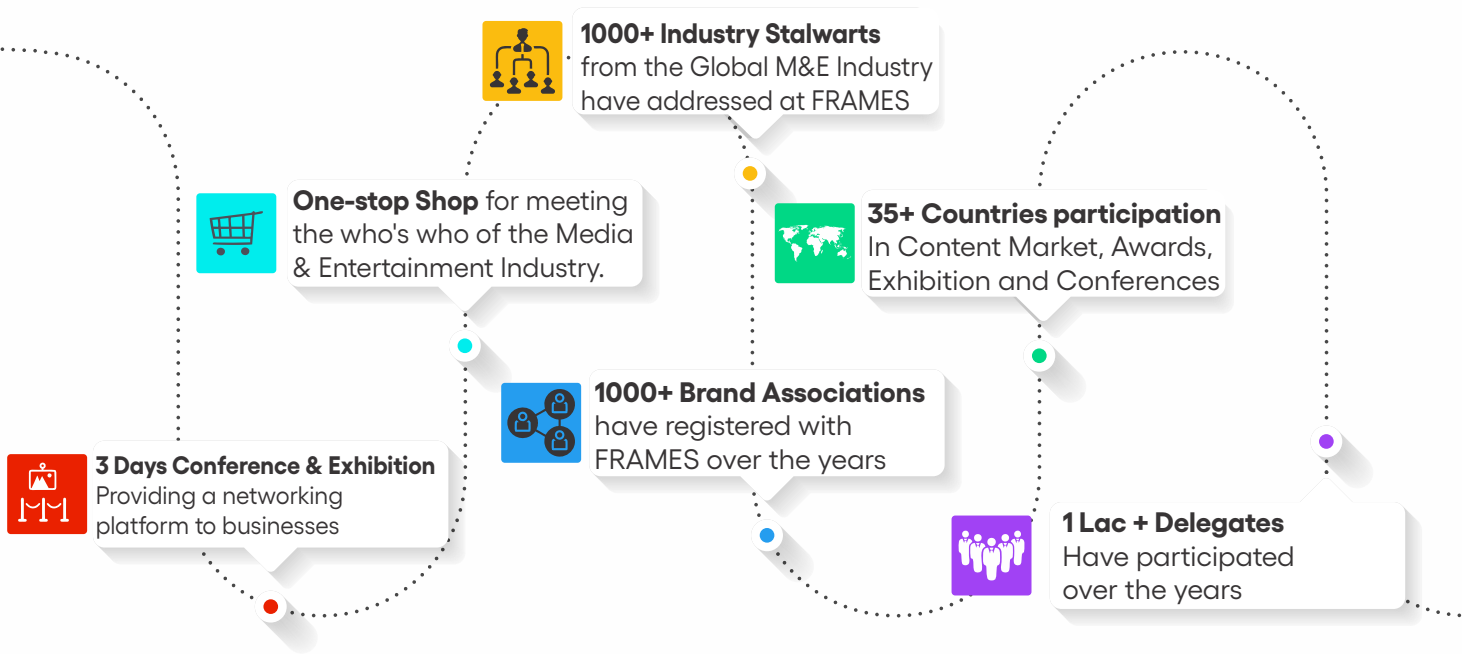 3 Days Conference & Exhibition
Providing a networking
platform to businesses
One-stop Shop for meeting
the who's who of the Media
& Entertainment Industry.
1000+ Industry Stalwarts
from the Global M&E Industry
have addressed at FRAMES
1000+ Brand Associations
have registered with
FRAMES over the years
35+ Countries participation
In Content Market, Awards,
Exhibition and Conferences
1 Lac + Delegates
Have participated
over the years